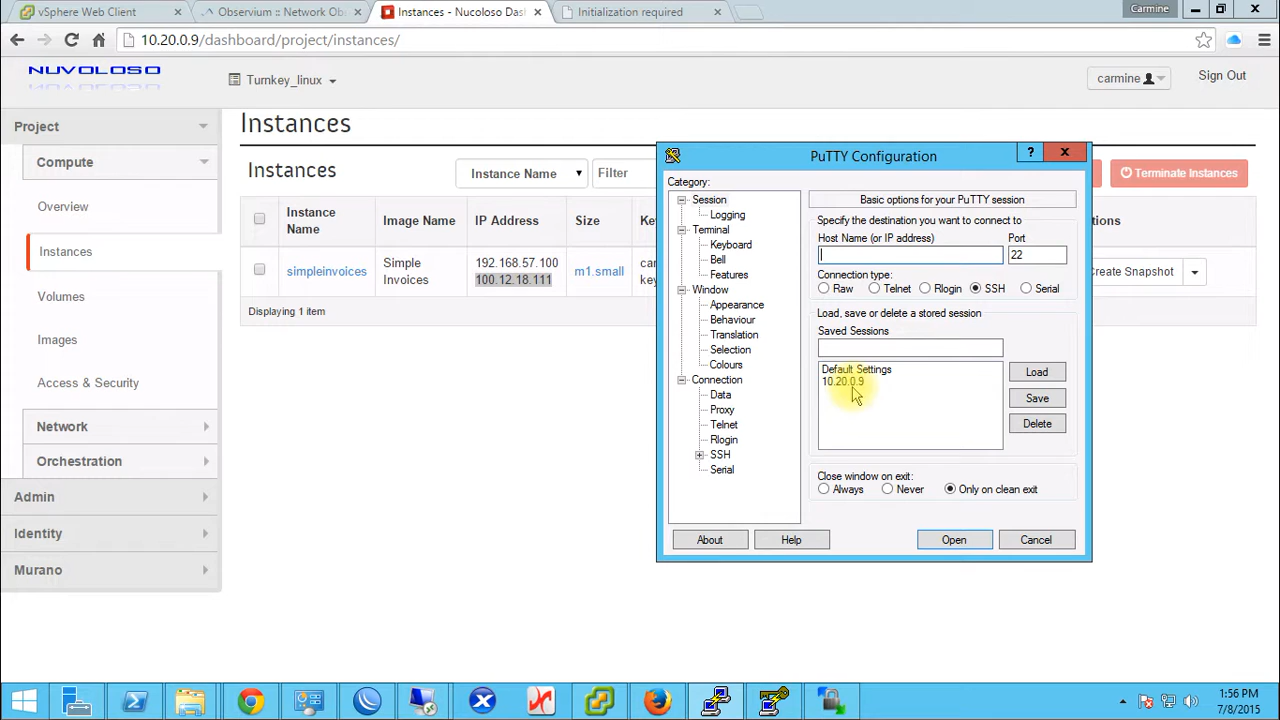 vSphere Web Client
Observium :: Network Obs
Instances - Nucoloso Dash
Initialization required
Carmine
10.20.0.9/dashboard/project/instances/
NUVOLOSO
Turnkey_linux
carmine
Sign Out
Project
Compute
Overview
Instances
Volumes
Images
Access & Security
Network
Orchestration
Admin
Identity
Murano
Instances
Instances
Instance Name
Filter
Terminate Instances
Instance Name
Image Name
IP Address
Size
simpleinvoices
Simple Invoices
192.168.57.100
100.12.18.111
m1.small
Create Snapshot
Displaying 1 item
PuTTY Configuration
?
Category:
Session
Logging
Terminal
Keyboard
Bell
Features
Window
Appearance
Behaviour
Translation
Selection
Colours
Connection
Data
Proxy
Telnet
Rlogin
SSH
Serial
Basic options for your PuTTY session
Specify the destination you want to connect to
Host Name (or IP address)
Port
22
Connection type:
Raw
Telnet
Rlogin
SSH
Serial
Load, save or delete a stored session
Saved Sessions
Default Settings
10.20.0.9
Load
Save
Delete
Close window on exit:
Always
Never
Only on clean exit
About
Help
Open
Cancel
1:56 PM
7/8/2015